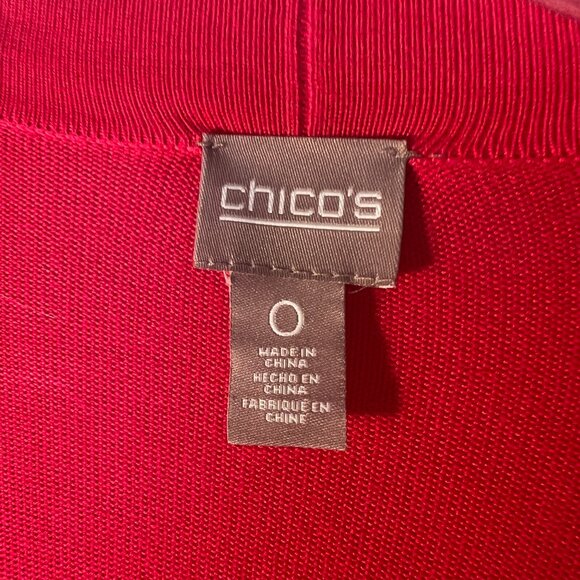 chico's
0
MADE IN
CHINA
HECHO EN
CHINA
FABRIQUÉ EN
CHINE